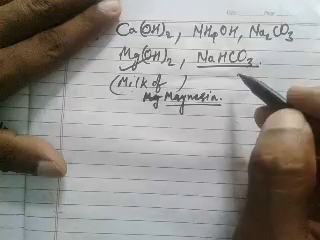 Ca(OH)₂, NH₄OH, Na₂CO₃
Mg(OH)₂, NaHCO₃.
(Milk of )
Magnesia.